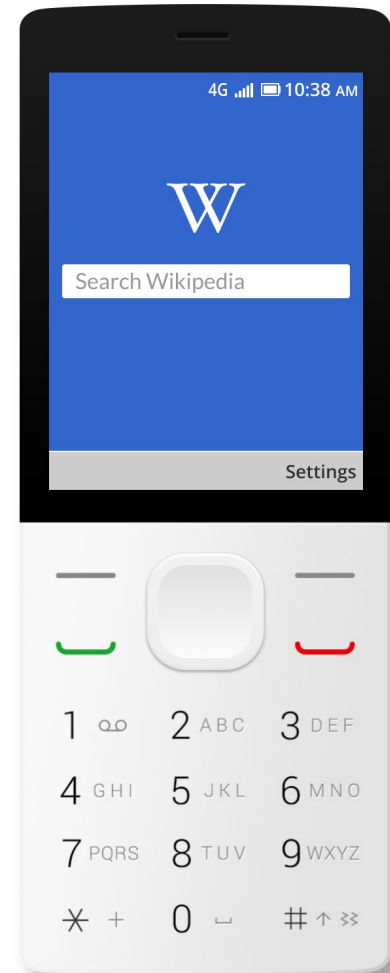 4G 10:38 AM
W
Search Wikipedia
Settings
1 2 ABC 3 DEF
4 GHI 5 JKL 6 MNO
7 PQRS 8 TUV 9 WXYZ
* + 0 #